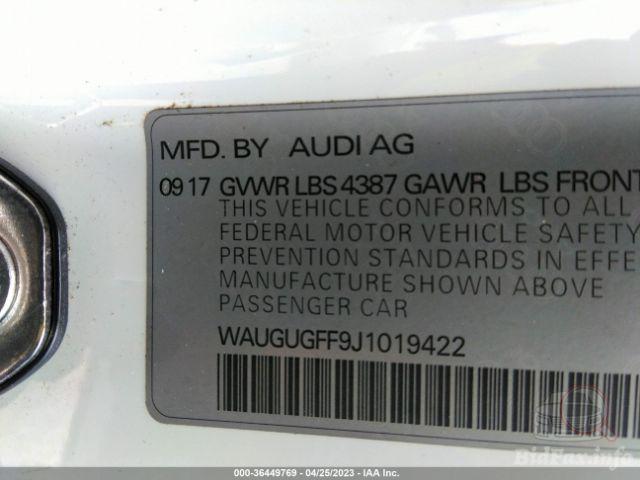 MFD. BY AUDI AG
09 17 GVWR LBS 4387 GAWR LBS FRONT
THIS VEHICLE CONFORMS TO ALL
FEDERAL MOTOR VEHICLE SAFETY
PREVENTION STANDARDS IN EFFE
MANUFACTURE SHOWN ABOVE
PASSENGER CAR
WAUGUGFF9J1019422
BidFax.info
000-36449769 - 04/25/2023 - IAA Inc.